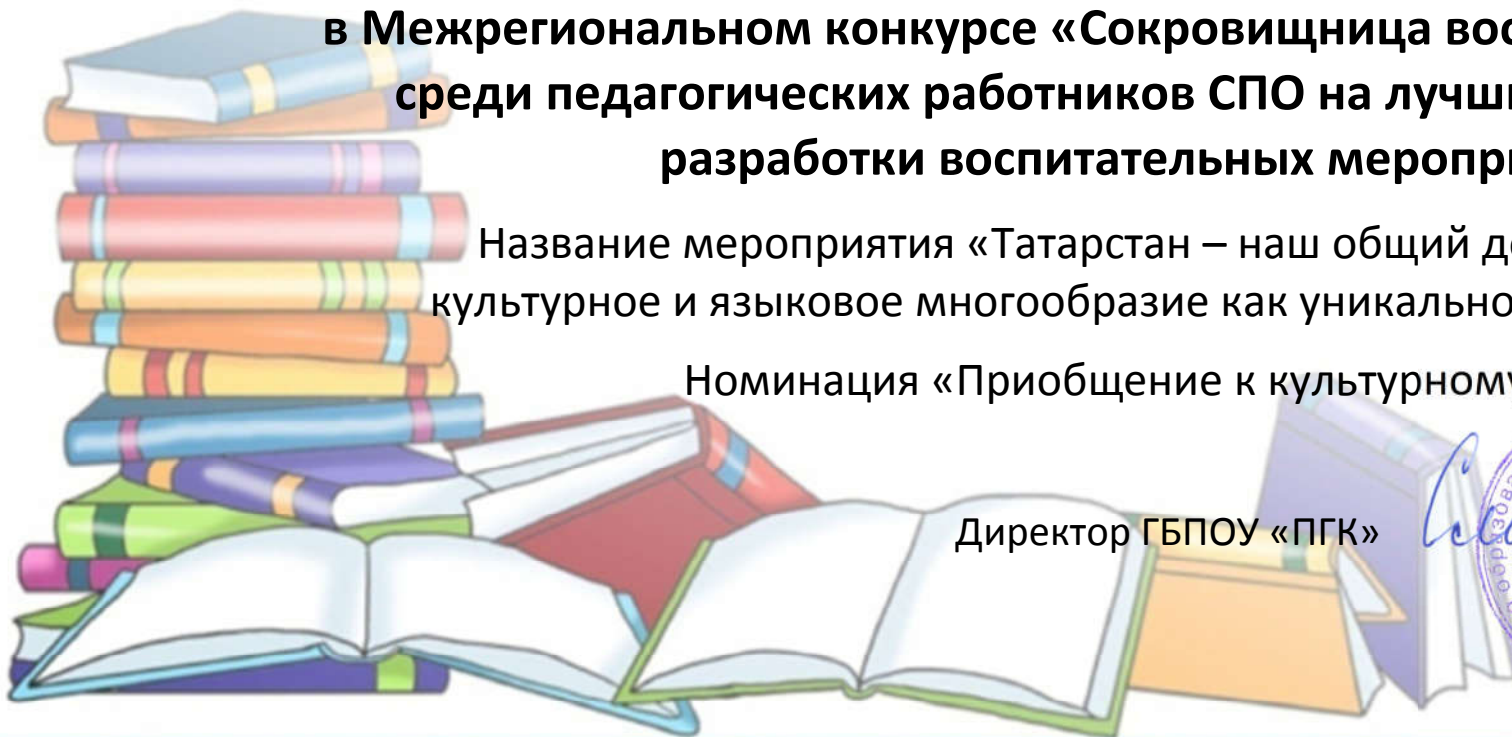 в Межрегиональном конкурсе «Сокровищница вос
среди педагогических работников СПО на лучш
разработки воспитательных меропр
Название мероприятия «Татарстан – наш общий д
культурное и языковое многообразие как уникально
Номинация «Приобщение к культурному
Директор ГБПОУ «ПГК»